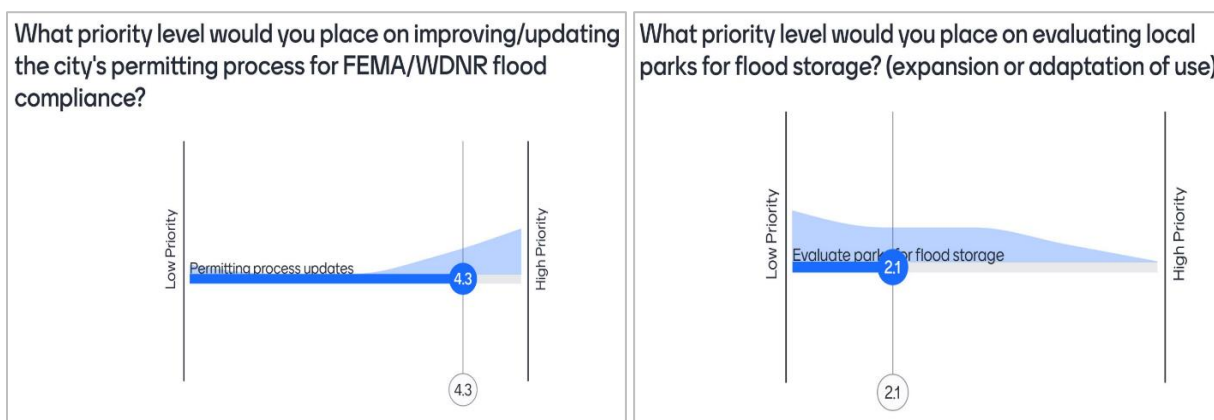 What priority level would you place on improving/updating
the city's permitting process for FEMA/WDNR flood
compliance?
Low Priority
Permitting process updates
4.3
High Priority
4.3
What priority level would you place on evaluating local
parks for flood storage? (expansion or adaptation of use)
Low Priority
Evaluate parks for flood storage
2.1
High Priority
2.1